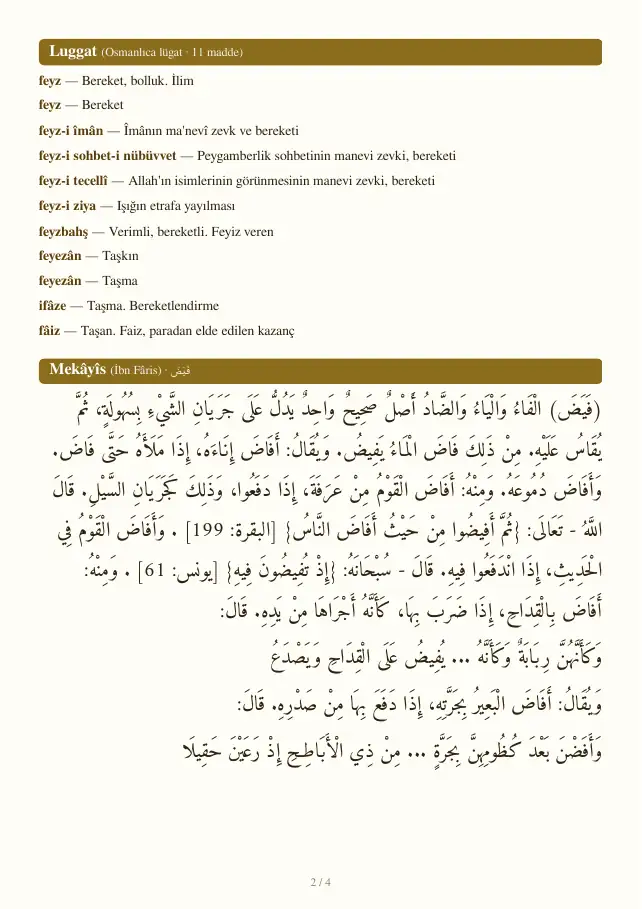 Luggat (Osmanlıca lügat · 11 madde)
feyz — Bereket, bolluk. İlim
feyz — Bereket
feyz-i îmân — Îmânın ma'nevî zevk ve bereketi
feyz-i sohbet-i nübüvvet — Peygamberlik sohbetinin manevi zevki, bereketi
feyz-i tecellî — Allah'ın isimlerinin görünmesinin manevi zevki, bereketi
feyz-i ziya — Işığın etrafa yayılması
feyzbahş — Verimli, bereketli. Feyiz veren
feyezân — Taşkın
feyezân — Taşma
ifâze — Taşma. Bereketlendirme
fâiz — Taşan. Faiz, paradan elde edilen kazanç
Mekâyîs (İbn Fâris) · فَيَضَ
(فَيَضَ) الْفَاءُ وَالْيَاءُ وَالضَّادُ أَصْلٌ صَحِيحٌ وَاحِدٌ يَدُلُّ عَلَى جَرَيَانِ الشَّيْءِ بِسُهُولَةٍ، ثُمَّ
يُقَاسُ عَلَيْهِ. مِنْ ذَلِكَ فَاضَ الْمَاءُ يَفِيضُ. وَيُقَالُ: أَفَاضَ إِنَاءَهُ، إِذَا مَلَأَهُ حَتَّى فَاضَ.
وَأَفَاضَ دُمُوعَهُ. وَمِنْهُ: أَفَاضَ الْقَوْمُ مِنْ عَرَفَةَ، إِذَا دَفَعُوا، وَذَلِكَ كَجَرَيَانِ السَّيْلِ. قَالَ
اللَّهُ - تَعَالَى: {ثُمَّ أَفِيضُوا مِنْ حَيْثُ أَفَاضَ النَّاسُ} [البقرة: 199] . وَأَفَاضَ الْقَوْمُ فِي
الْحَدِيثِ، إِذَا انْدَفَعُوا فِيهِ. قَالَ - سُبْحَانَهُ: {إِذْ تُفِيضُونَ فِيهِ} [يونس: 61] . وَمِنْهُ:
أَفَاضَ بِالْقِدَاحِ، إِذَا ضَرَبَ بِهَا، كَأَنَّهُ أَجْرَاهَا مِنْ يَدِهِ. قَالَ:
وَكَأَنَّهُنَّ رِبَابَةٌ وَكَأَنَّهُ ... يُفِيضُ عَلَى الْقِدَاحِ وَيَصْدَعُ
وَيُقَالُ: أَفَاضَ الْبَعِيرُ بِجَرَّتِهِ، إِذَا دَفَعَ بِهَا مِنْ صَدْرِهِ. قَالَ:
وَأَفَضْنَ بَعْدَ كُظُومِهِنَّ بِجَرَّةٍ ... مِنْ ذِي الْأَبَاطِحِ إِذْ رَعَيْنَ حَقِيلَا
2 / 4